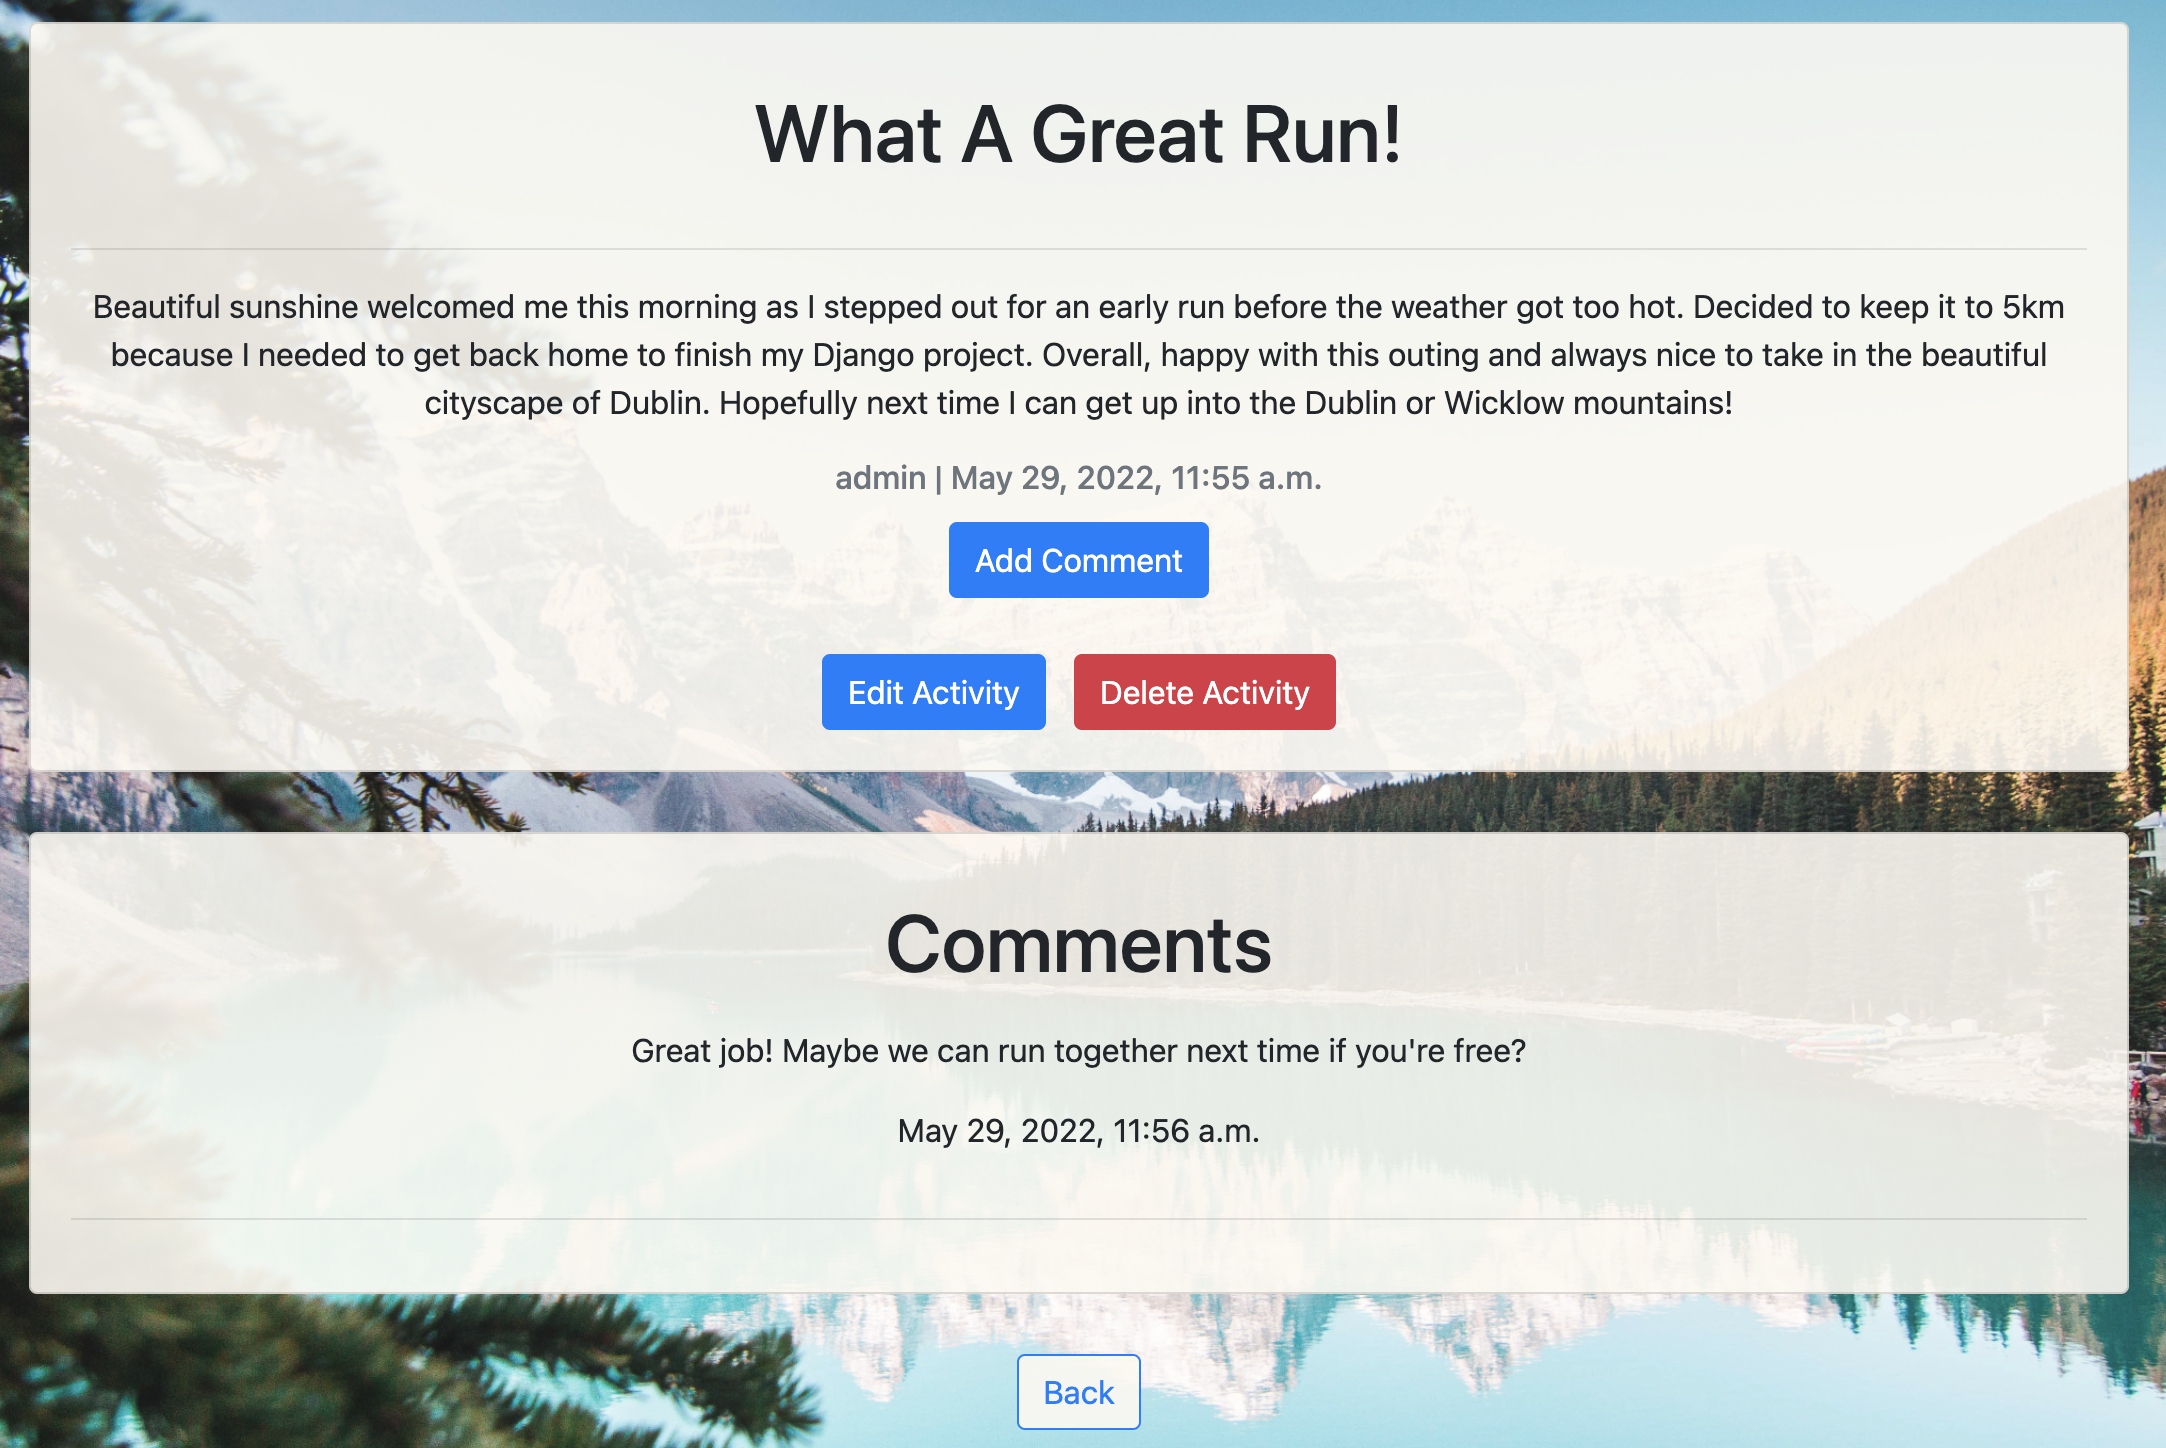 What A Great Run!
Beautiful sunshine welcomed me this morning as I stepped out for an early run before the weather got too hot. Decided to keep it to 5km
because I needed to get back home to finish my Django project. Overall, happy with this outing and always nice to take in the beautiful
cityscape of Dublin. Hopefully next time I can get up into the Dublin or Wicklow mountains!
admin | May 29, 2022, 11:55 a.m.
Add Comment
Edit Activity Delete Activity
Comments
Great job! Maybe we can run together next time if you're free?
May 29, 2022, 11:56 a.m.
Back